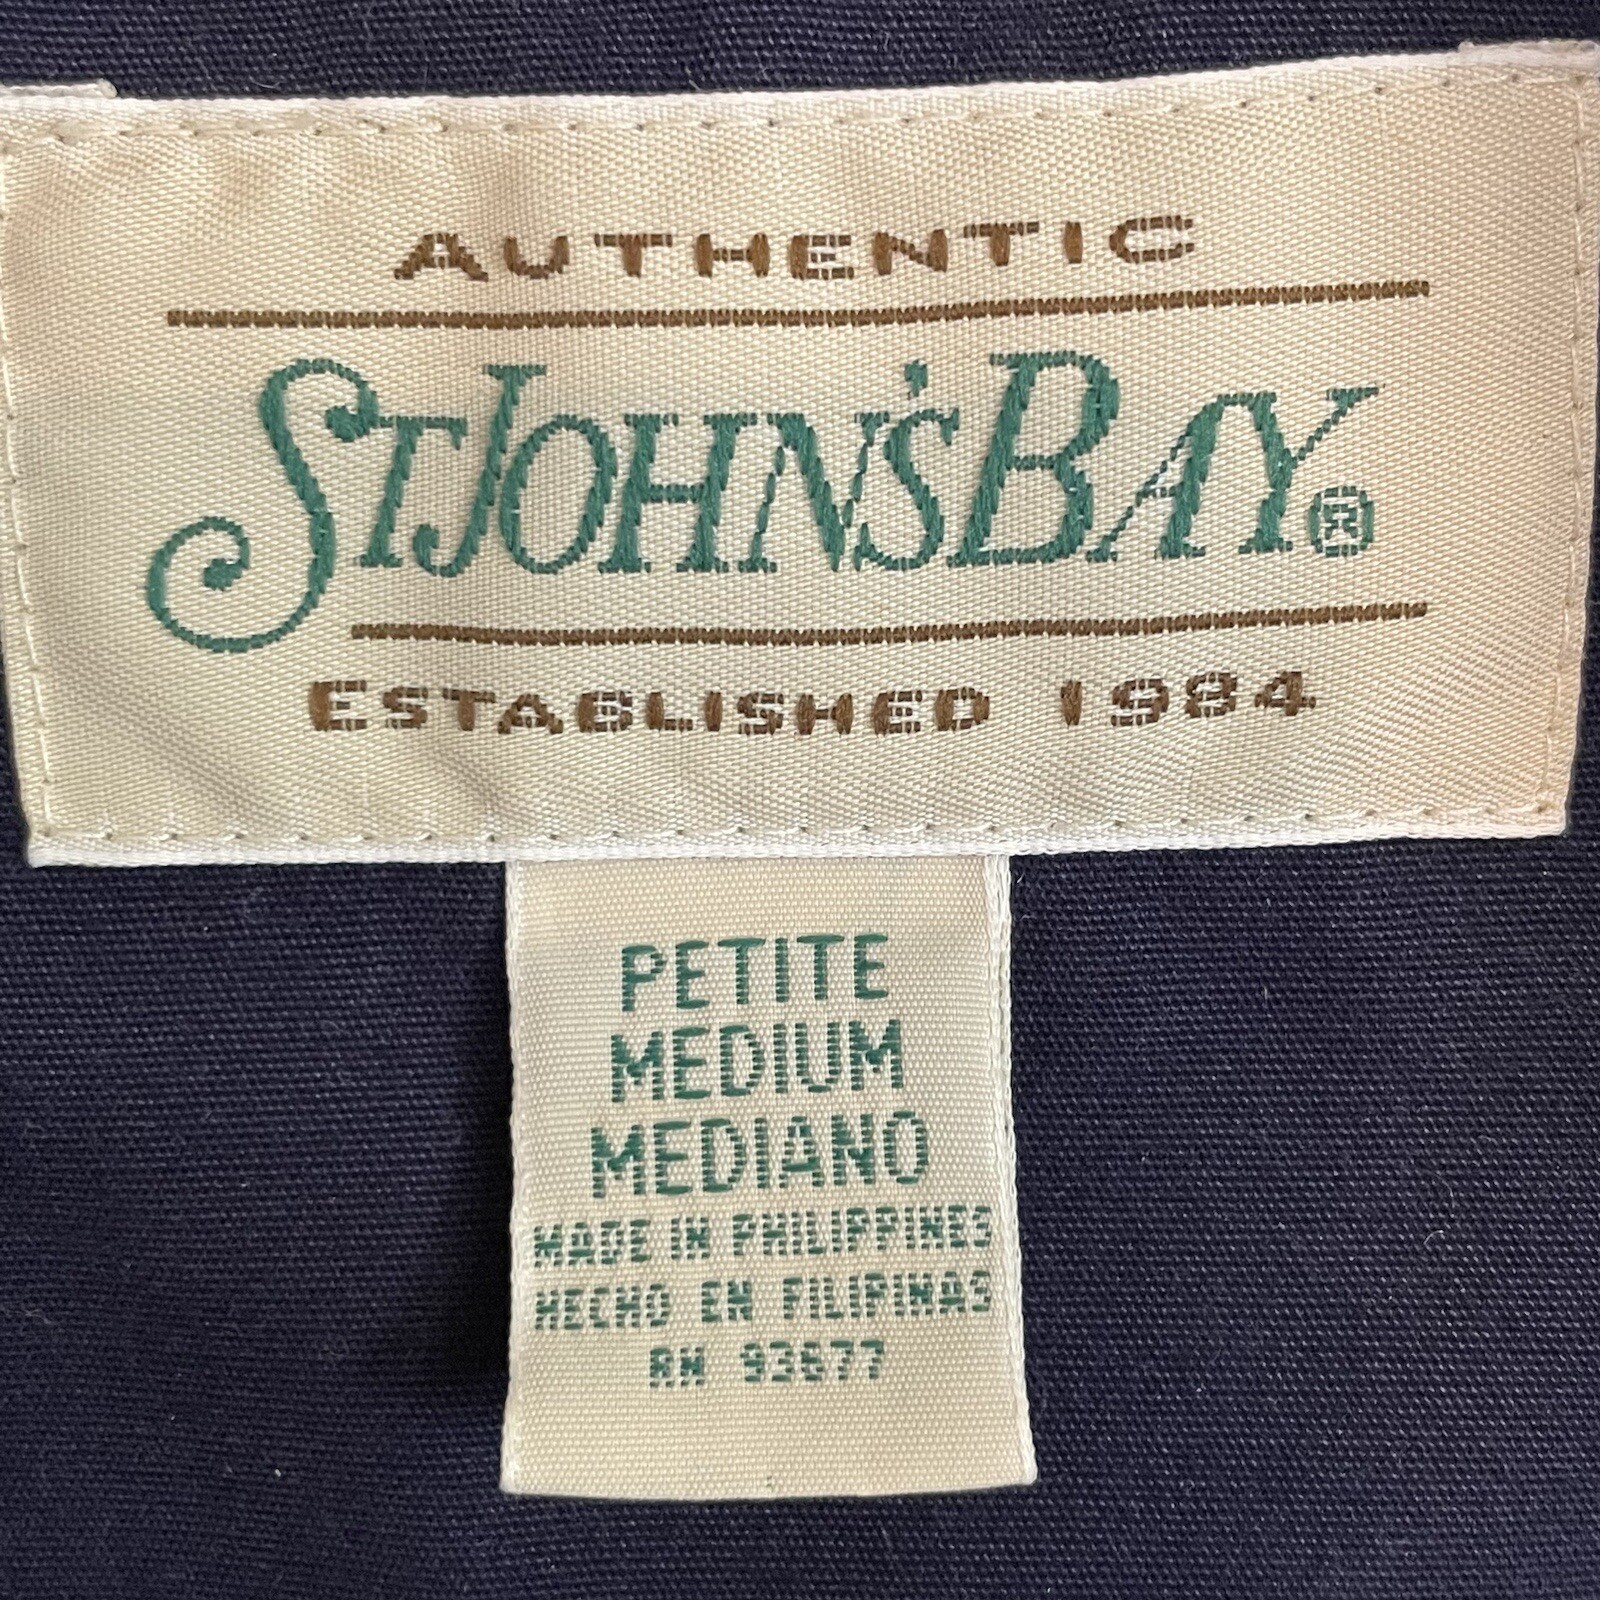 AUTHENTIC
ST JOHN'S BAY®
ESTABLISHED 1984
PETITE
MEDIUM
MEDIANO
MADE IN PHILIPPINES
HECHO EN FILIPINAS
RN 93677